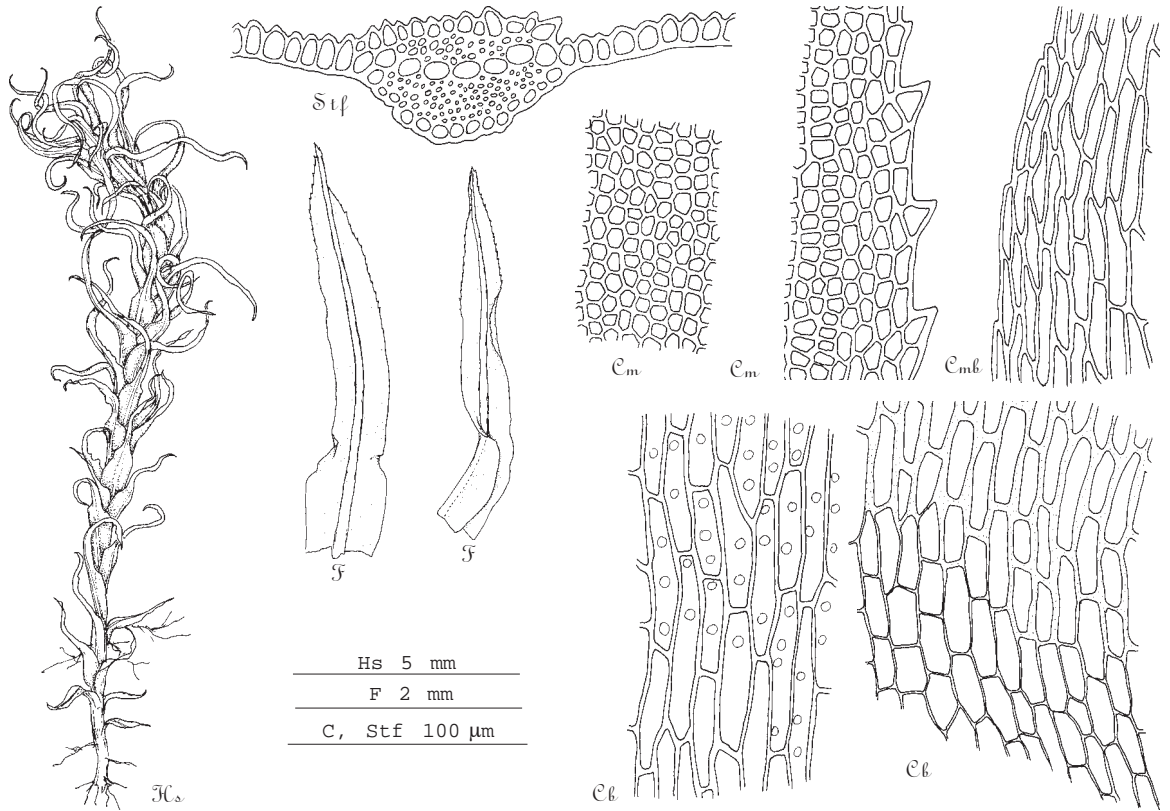 Stf
Cm
Cm
Cmb
F
F
Hs 5 mm
F 2 mm
C, Stf 100 μm
Hs
Cb
Cb